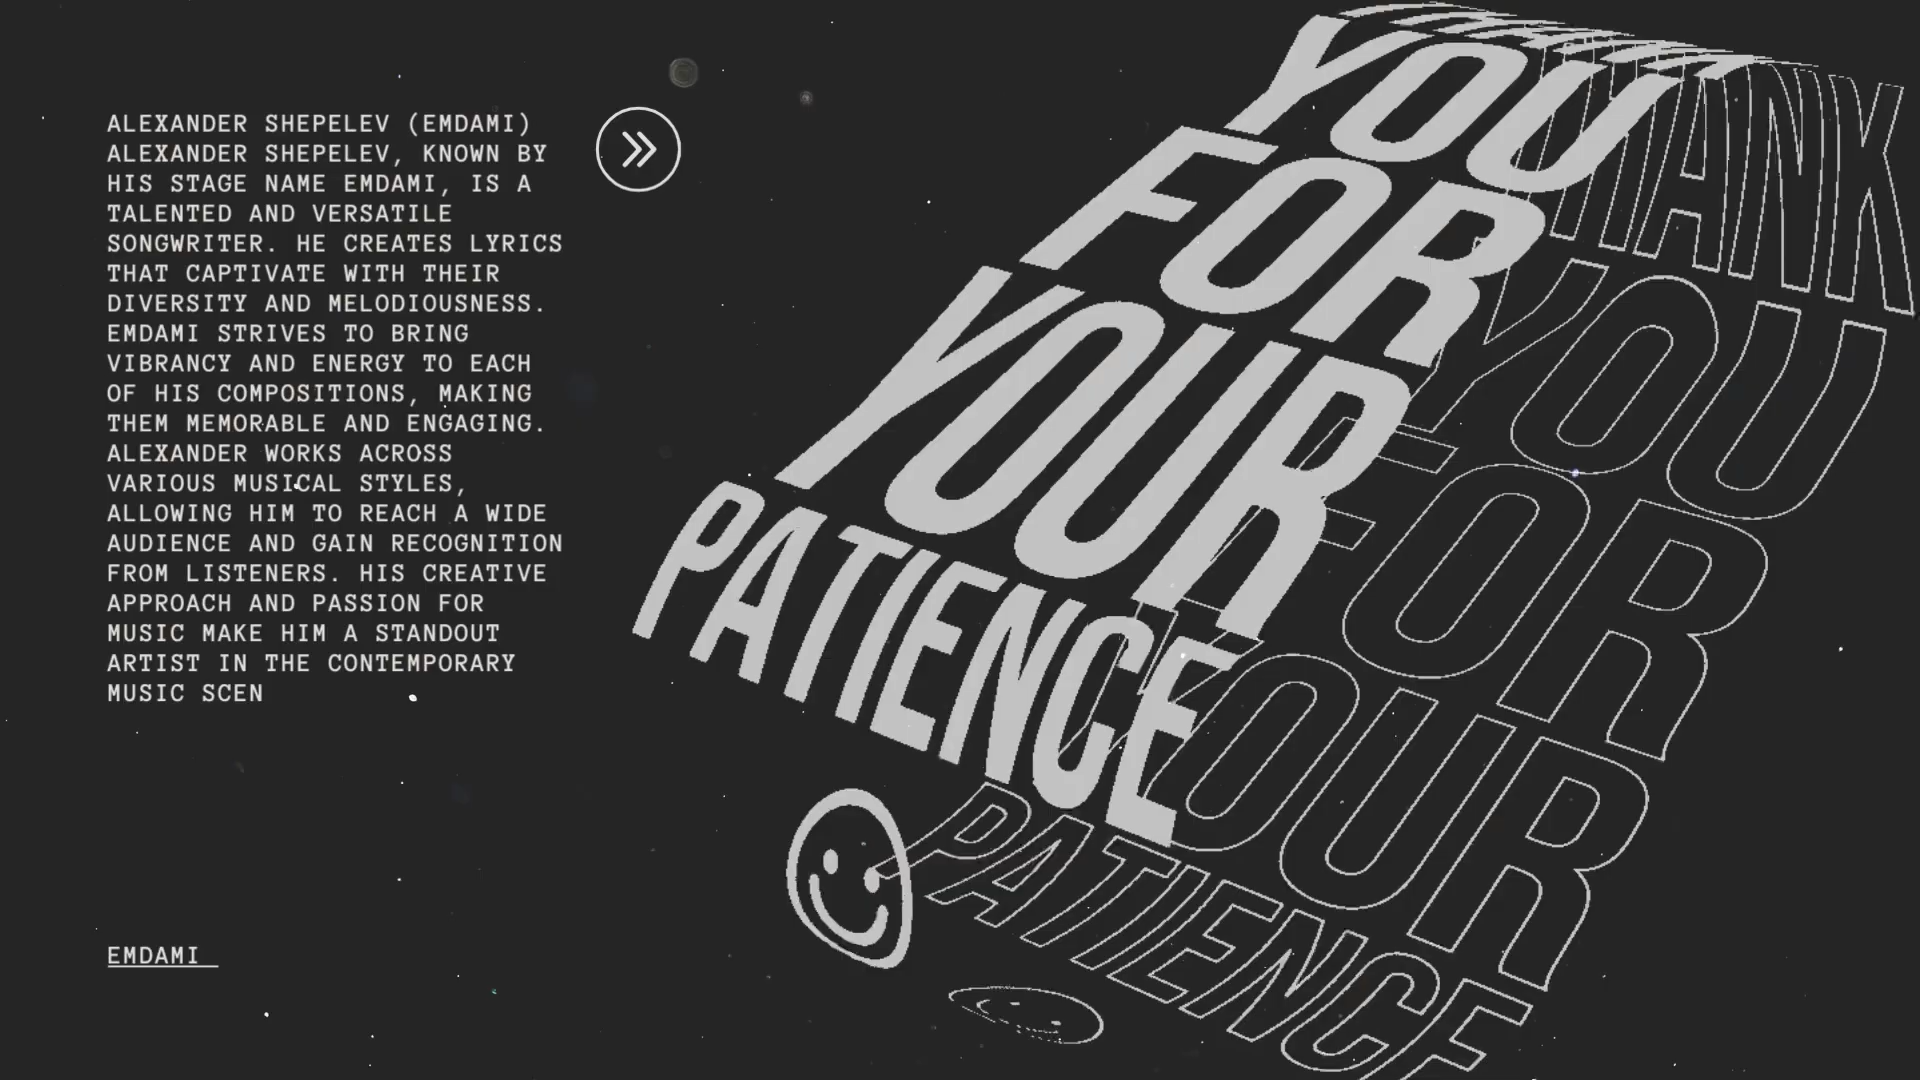 ALEXANDER SHEPELEV (EMDAMI)
ALEXANDER SHEPELEV, KNOWN BY
HIS STAGE NAME EMDAMI, IS A
TALENTED AND VERSATILE
SONGWRITER. HE CREATES LYRICS
THAT CAPTIVATE WITH THEIR
DIVERSITY AND MELODIOUSNESS.
EMDAMI STRIVES TO BRING
VIBRANCY AND ENERGY TO EACH
OF HIS COMPOSITIONS, MAKING
THEM MEMORABLE AND ENGAGING.
ALEXANDER WORKS ACROSS
VARIOUS MUSICAL STYLES,
ALLOWING HIM TO REACH A WIDE
AUDIENCE AND GAIN RECOGNITION
FROM LISTENERS. HIS CREATIVE
APPROACH AND PASSION FOR
MUSIC MAKE HIM A STANDOUT
ARTIST IN THE CONTEMPORARY
MUSIC SCEN
EMDAMI
YOU
FOR
YOUR
PATIENCE
THANK
YOU
FOR
YOUR
PATIENCE